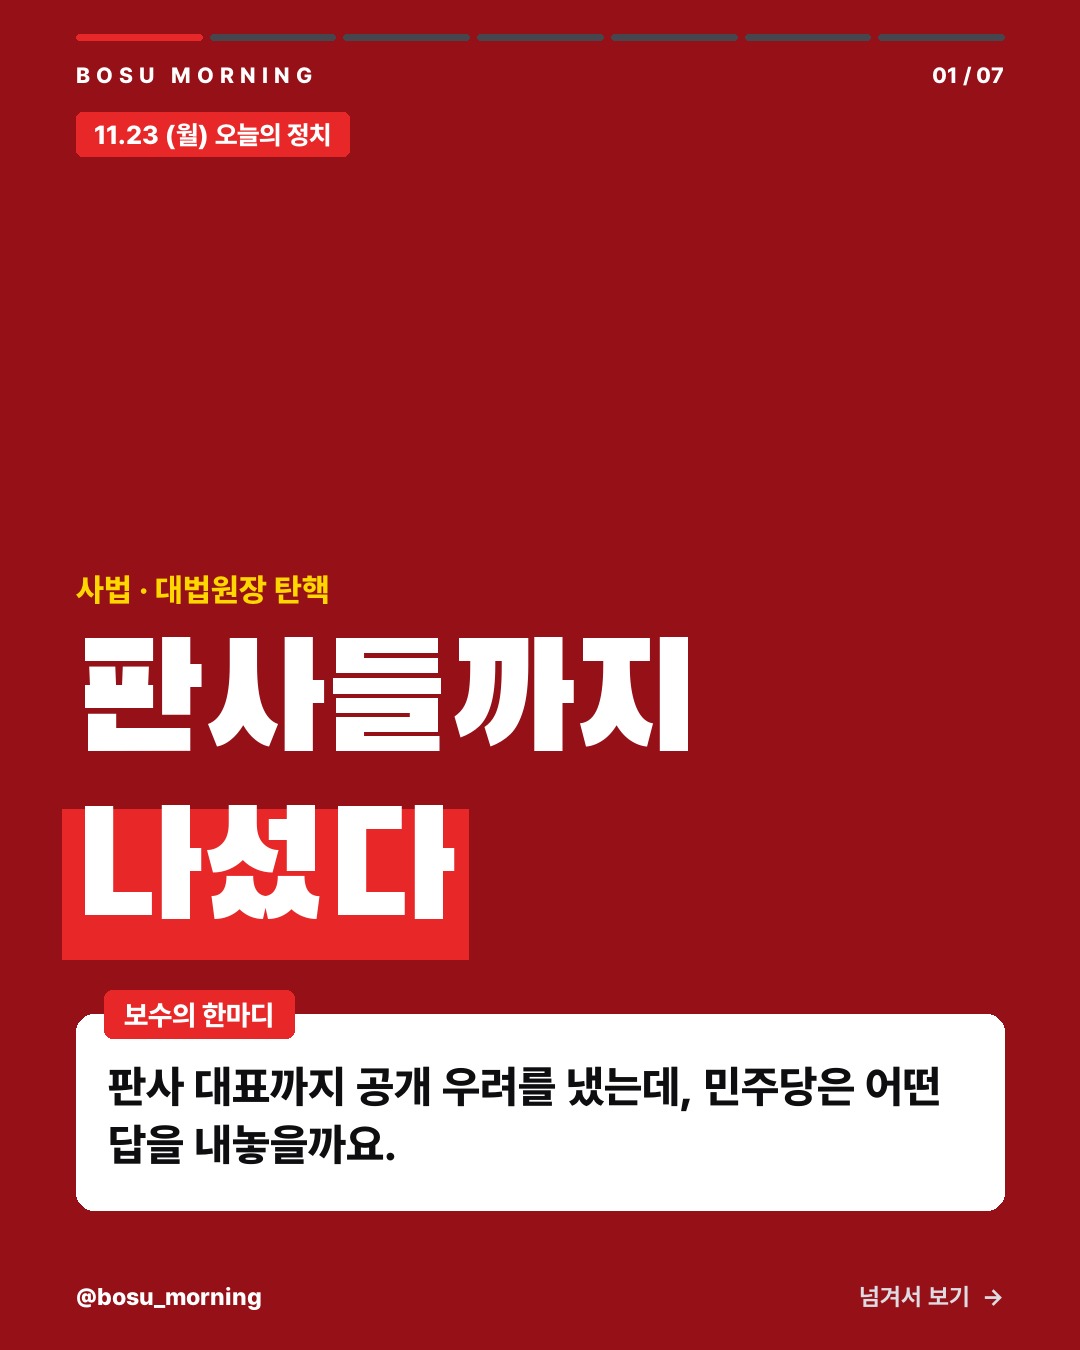 BOSU MORNING
01 / 07
11.23 (월) 오늘의 정치
사법 · 대법원장 탄핵
판사들까지
나섰다
보수의 한마디
판사 대표까지 공개 우려를 냈는데, 민주당은 어떤
답을 내놓을까요.
@bosu_morning
넘겨서 보기 →